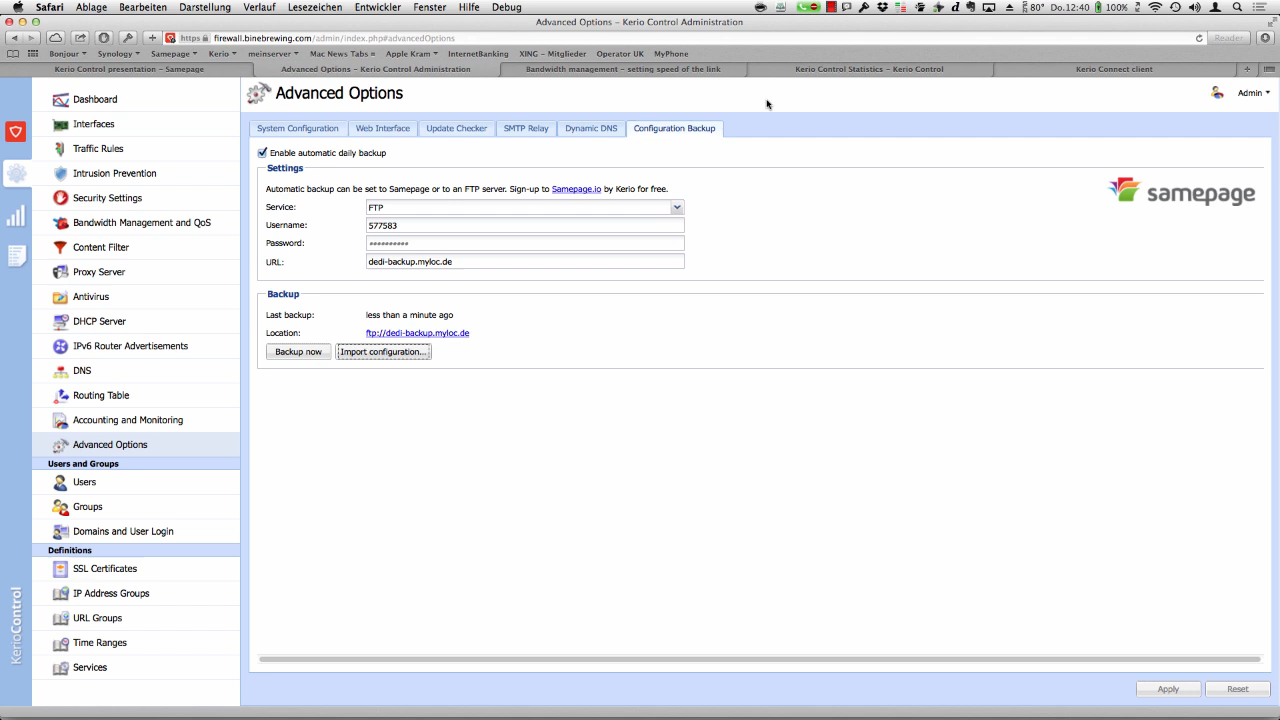 Safari Ablage Bearbeiten Darstellung Verlauf Lesezeichen Entwickler Fenster Hilfe Debug 80° Do.12:40 100%
Advanced Options – Kerio Control Administration
https firewall.binebrewing.com/admin/index.php#advancedOptions Reader
Bonjour Synology Samepage Kerio meinserver Mac News Tabs Apple Kram InternetBanking XING – Mitglieder Operator UK MyPhone
Kerio Control presentation – Samepage Advanced Options – Kerio Control Administration Bandwidth management – setting speed of the link Kerio Control Statistics – Kerio Control Kerio Connect client
Advanced Options
Admin
Dashboard
Interfaces
Traffic Rules
Intrusion Prevention
Security Settings
Bandwidth Management and QoS
Content Filter
Proxy Server
Antivirus
DHCP Server
IPv6 Router Advertisements
DNS
Routing Table
Accounting and Monitoring
Advanced Options
Users and Groups
Users
Groups
Domains and User Login
Definitions
SSL Certificates
IP Address Groups
URL Groups
Time Ranges
Services
KerioControl
System Configuration Web Interface Update Checker SMTP Relay Dynamic DNS Configuration Backup
Enable automatic daily backup
Settings
Automatic backup can be set to Samepage or to an FTP server. Sign-up to Samepage.io by Kerio for free.
samepage
Service: FTP
Username: 577583
Password: ••••••••••
URL: dedi-backup.myloc.de
Backup
Last backup: less than a minute ago
Location: ftp://dedi-backup.myloc.de
Backup now Import configuration...
Apply Reset